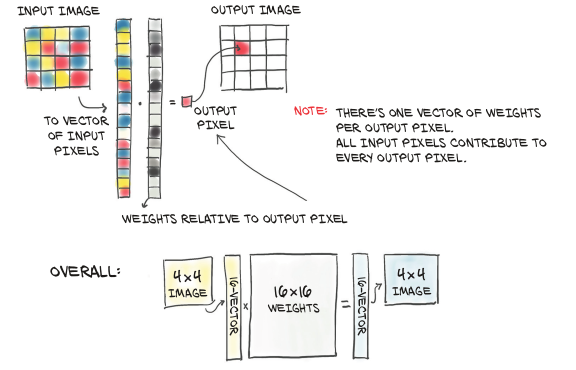 INPUT IMAGE
OUTPUT IMAGE
TO VECTOR
OF INPUT
PIXELS
=
OUTPUT
PIXEL
NOTE: THERE'S ONE VECTOR OF WEIGHTS
PER OUTPUT PIXEL.
ALL INPUT PIXELS CONTRIBUTE TO
EVERY OUTPUT PIXEL.
WEIGHTS RELATIVE TO OUTPUT PIXEL
OVERALL:
4×4
IMAGE
16-VECTOR
×
16×16
WEIGHTS
=
16-VECTOR
4×4
IMAGE